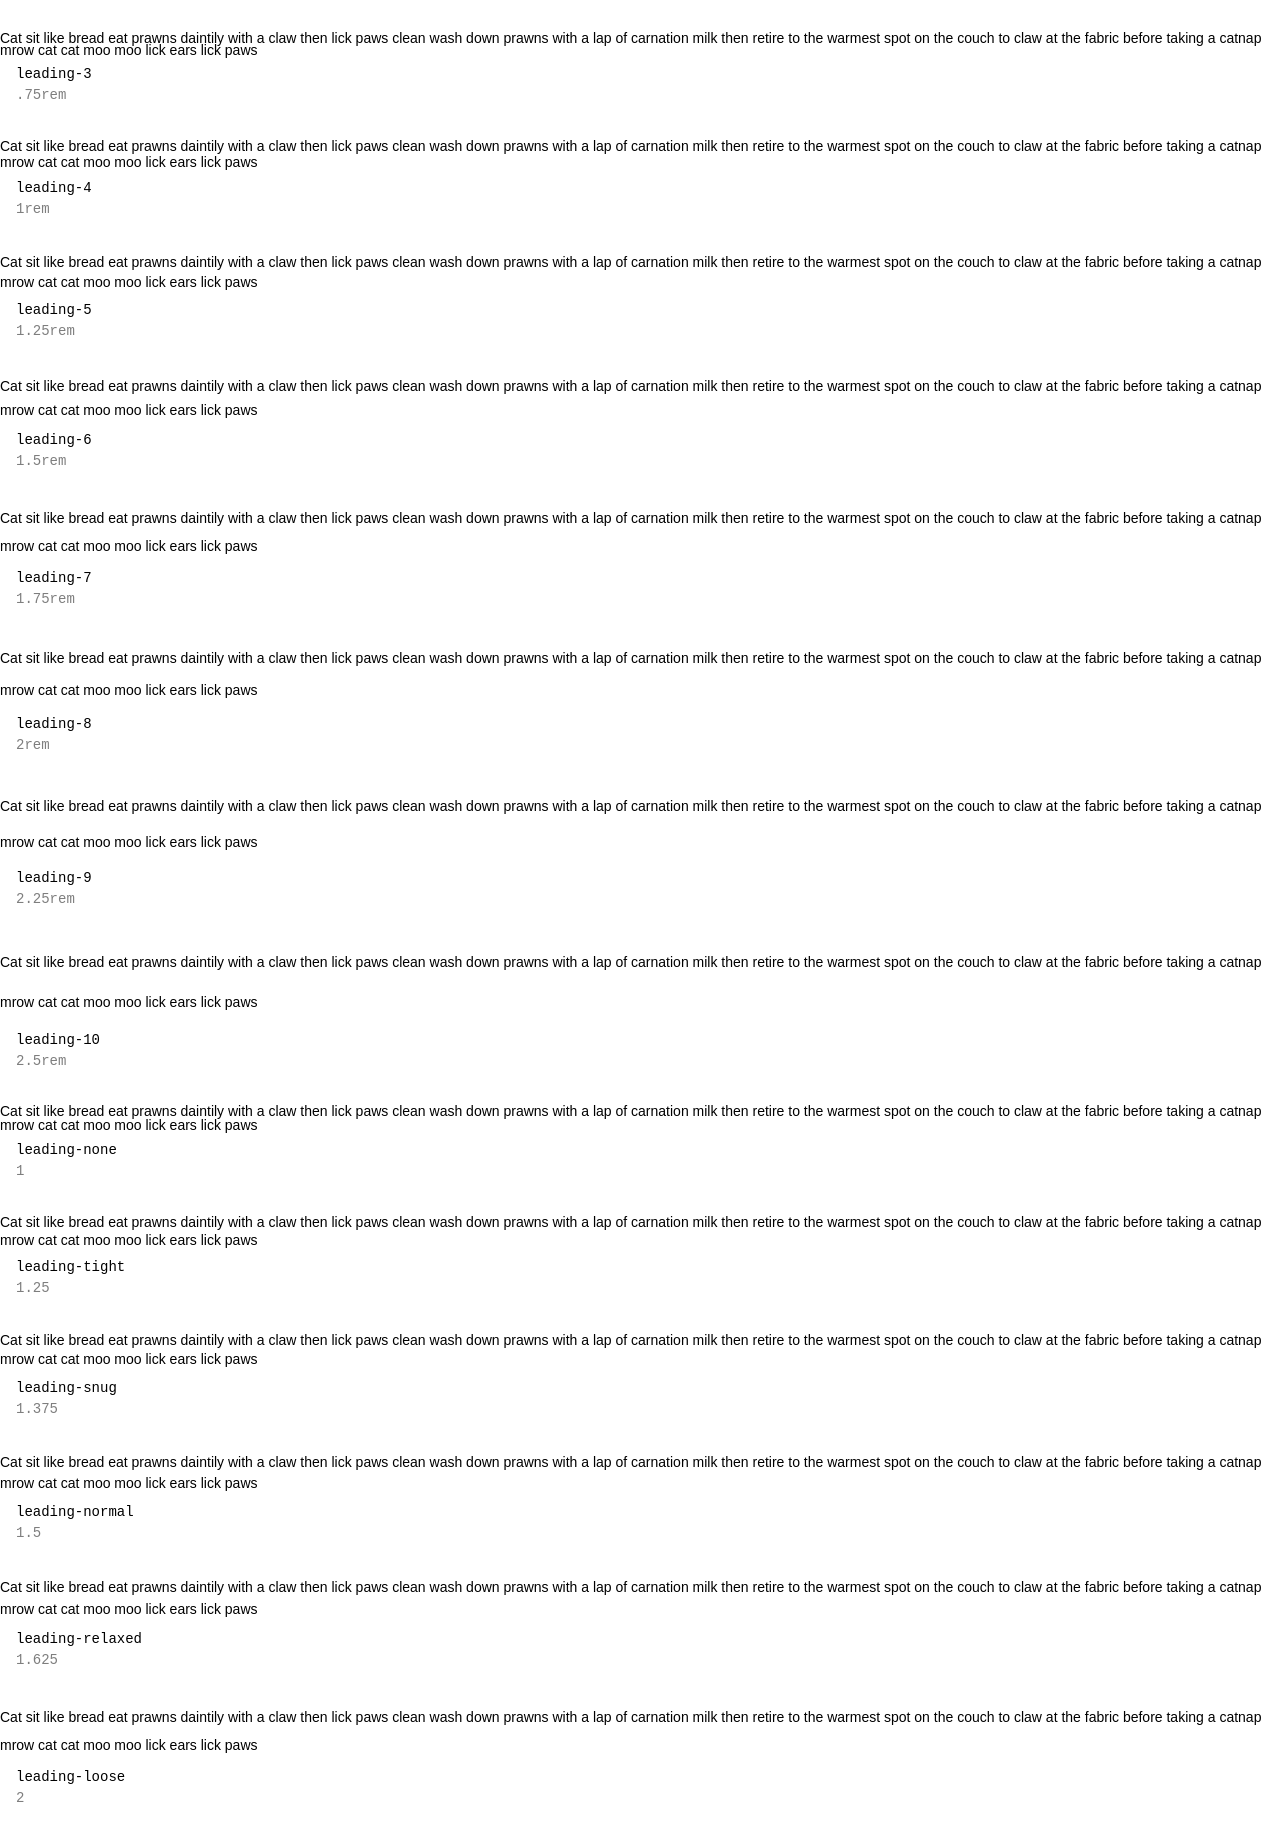 Cat sit like bread eat prawns daintily with a claw then lick paws clean wash down prawns with a lap of carnation milk then retire to the warmest spot on the couch to claw at the fabric before taking a catnap
mrow cat cat moo moo lick ears lick paws
leading-3
.75rem
Cat sit like bread eat prawns daintily with a claw then lick paws clean wash down prawns with a lap of carnation milk then retire to the warmest spot on the couch to claw at the fabric before taking a catnap
mrow cat cat moo moo lick ears lick paws
leading-4
1rem
Cat sit like bread eat prawns daintily with a claw then lick paws clean wash down prawns with a lap of carnation milk then retire to the warmest spot on the couch to claw at the fabric before taking a catnap
mrow cat cat moo moo lick ears lick paws
leading-5
1.25rem
Cat sit like bread eat prawns daintily with a claw then lick paws clean wash down prawns with a lap of carnation milk then retire to the warmest spot on the couch to claw at the fabric before taking a catnap
mrow cat cat moo moo lick ears lick paws
leading-6
1.5rem
Cat sit like bread eat prawns daintily with a claw then lick paws clean wash down prawns with a lap of carnation milk then retire to the warmest spot on the couch to claw at the fabric before taking a catnap
mrow cat cat moo moo lick ears lick paws
leading-7
1.75rem
Cat sit like bread eat prawns daintily with a claw then lick paws clean wash down prawns with a lap of carnation milk then retire to the warmest spot on the couch to claw at the fabric before taking a catnap
mrow cat cat moo moo lick ears lick paws
leading-8
2rem
Cat sit like bread eat prawns daintily with a claw then lick paws clean wash down prawns with a lap of carnation milk then retire to the warmest spot on the couch to claw at the fabric before taking a catnap
mrow cat cat moo moo lick ears lick paws
leading-9
2.25rem
Cat sit like bread eat prawns daintily with a claw then lick paws clean wash down prawns with a lap of carnation milk then retire to the warmest spot on the couch to claw at the fabric before taking a catnap
mrow cat cat moo moo lick ears lick paws
leading-10
2.5rem
Cat sit like bread eat prawns daintily with a claw then lick paws clean wash down prawns with a lap of carnation milk then retire to the warmest spot on the couch to claw at the fabric before taking a catnap
mrow cat cat moo moo lick ears lick paws
leading-none
1
Cat sit like bread eat prawns daintily with a claw then lick paws clean wash down prawns with a lap of carnation milk then retire to the warmest spot on the couch to claw at the fabric before taking a catnap
mrow cat cat moo moo lick ears lick paws
leading-tight
1.25
Cat sit like bread eat prawns daintily with a claw then lick paws clean wash down prawns with a lap of carnation milk then retire to the warmest spot on the couch to claw at the fabric before taking a catnap
mrow cat cat moo moo lick ears lick paws
leading-snug
1.375
Cat sit like bread eat prawns daintily with a claw then lick paws clean wash down prawns with a lap of carnation milk then retire to the warmest spot on the couch to claw at the fabric before taking a catnap
mrow cat cat moo moo lick ears lick paws
leading-normal
1.5
Cat sit like bread eat prawns daintily with a claw then lick paws clean wash down prawns with a lap of carnation milk then retire to the warmest spot on the couch to claw at the fabric before taking a catnap
mrow cat cat moo moo lick ears lick paws
leading-relaxed
1.625
Cat sit like bread eat prawns daintily with a claw then lick paws clean wash down prawns with a lap of carnation milk then retire to the warmest spot on the couch to claw at the fabric before taking a catnap
mrow cat cat moo moo lick ears lick paws
leading-loose
2